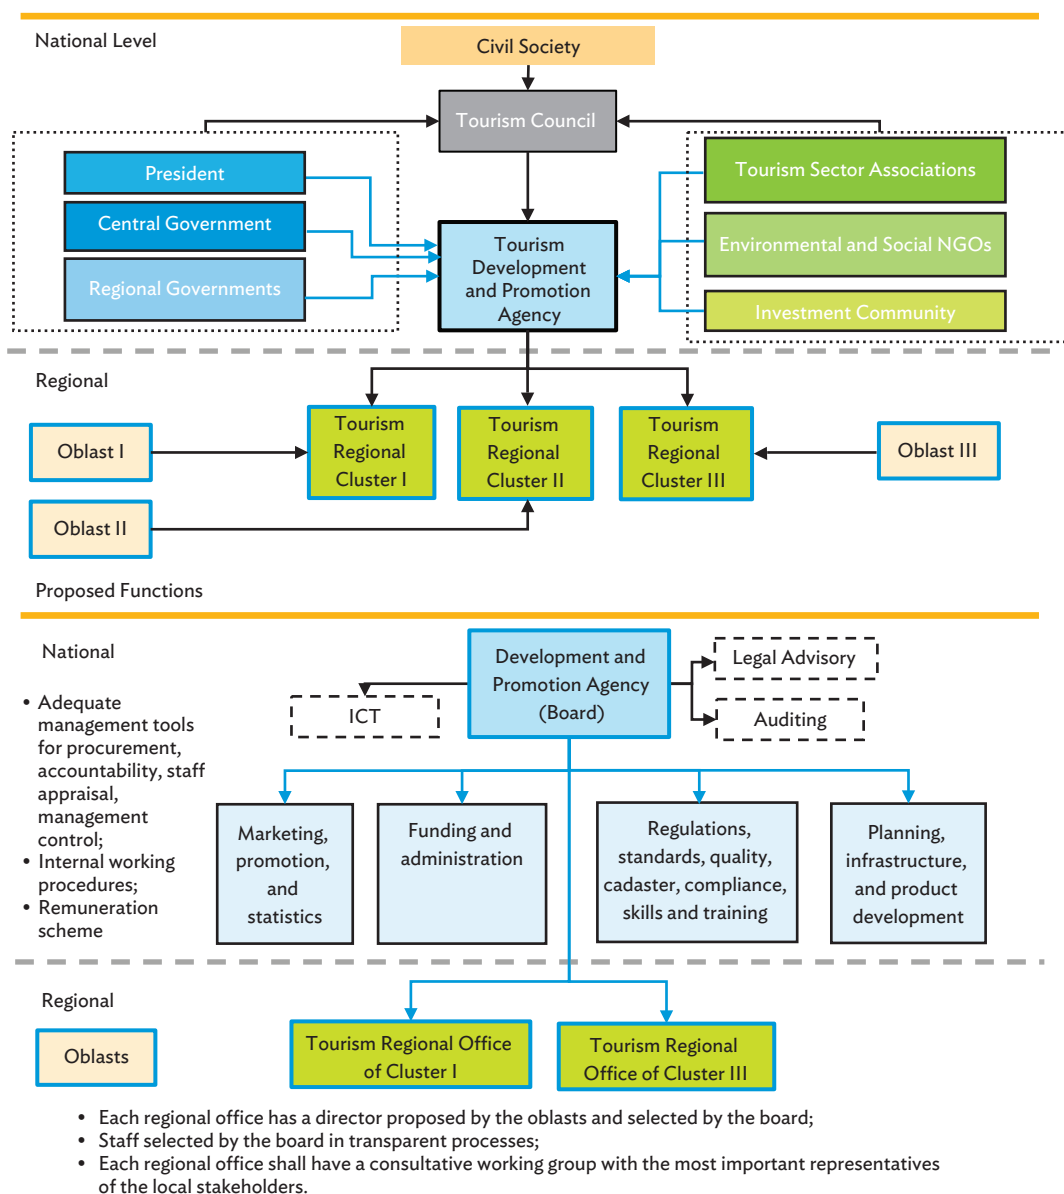 National Level
Civil Society
Tourism Council
President
Central Government
Regional Governments
Tourism
Development
and Promotion
Agency
Tourism Sector Associations
Environmental and Social NGOs
Investment Community
Regional
Oblast I
Oblast II
Tourism
Regional
Cluster I
Tourism
Regional
Cluster II
Tourism
Regional
Cluster III
Oblast III
Proposed Functions
National
• Adequate
management tools
for procurement,
accountability, staff
appraisal,
management
control;
• Internal working
procedures;
• Remuneration
scheme
Development and
Promotion Agency
(Board)
ICT
Legal Advisory
Auditing
Marketing,
promotion,
and
statistics
Funding and
administration
Regulations,
standards, quality,
cadaster, compliance,
skills and training
Planning,
infrastructure,
and product
development
Regional
Oblasts
Tourism Regional Office
of Cluster I
Tourism Regional
Office of Cluster III
• Each regional office has a director proposed by the oblasts and selected by the board;
• Staff selected by the board in transparent processes;
• Each regional office shall have a consultative working group with the most important representatives
of the local stakeholders.